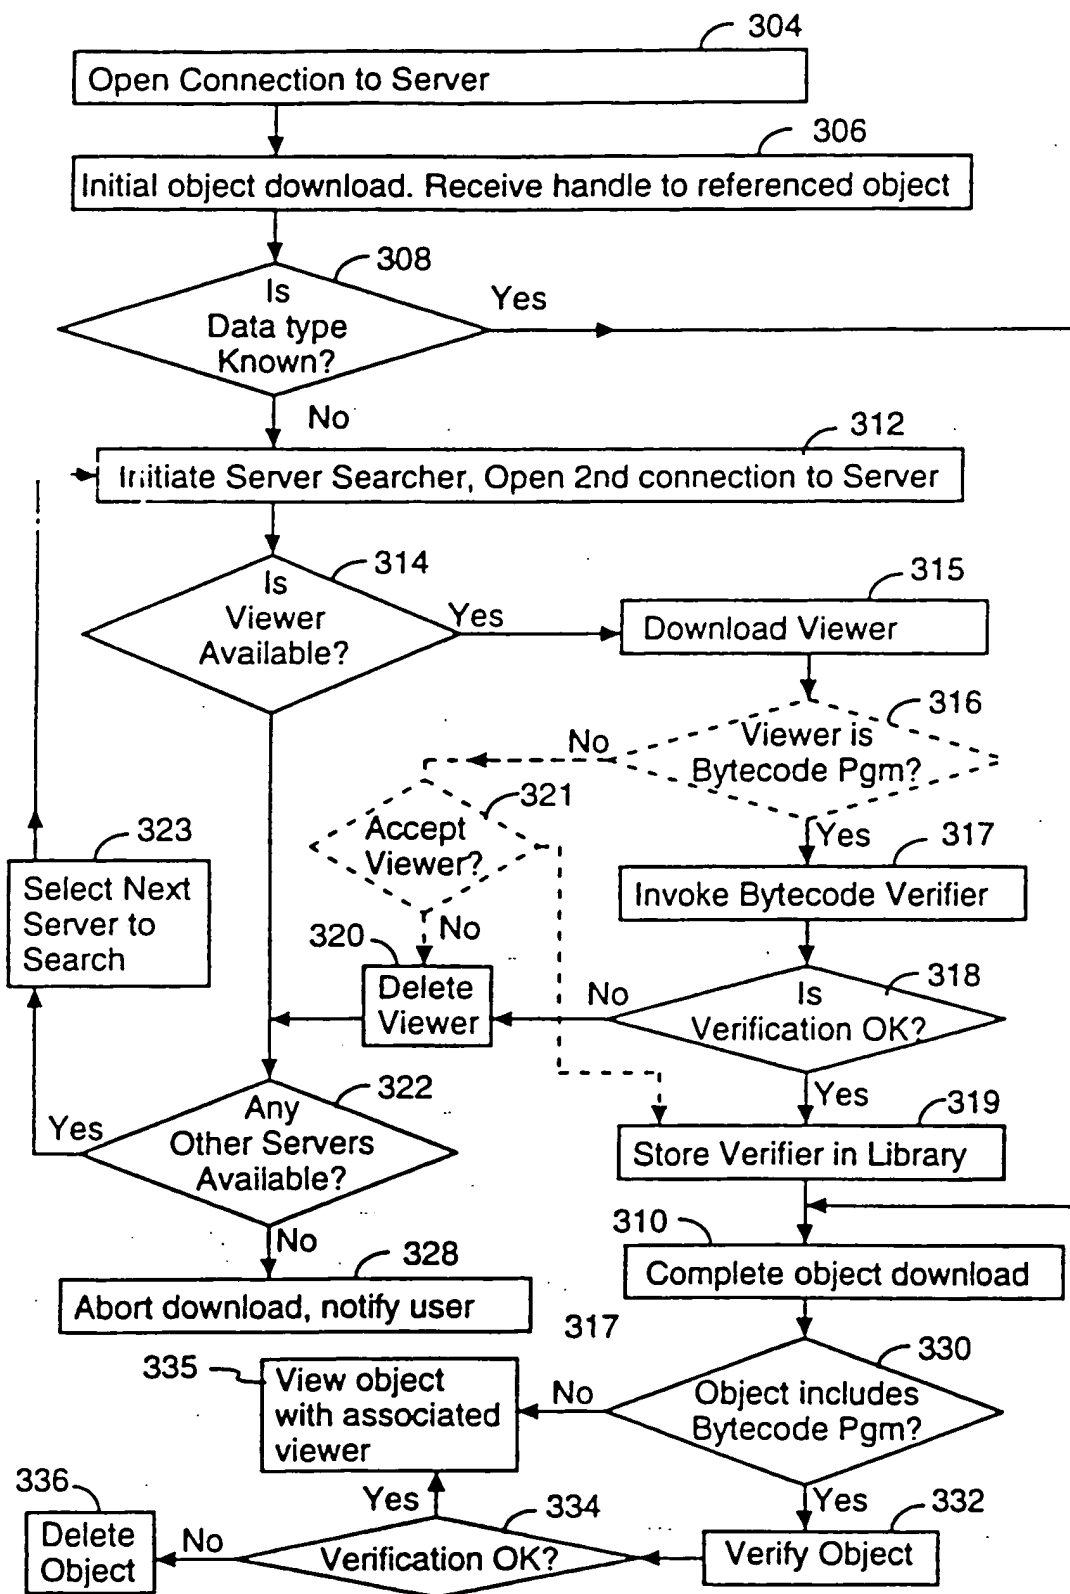 304
Open Connection to Server
306
Initial object download. Receive handle to referenced object
308
Is
Data type
Known?
Yes
No
312
Initiate Server Searcher, Open 2nd connection to Server
314
Is
Viewer
Available?
Yes
315
Download Viewer
316
Viewer is
Bytecode Pgm?
No
Yes
321
Accept
Viewer?
No
323
Select Next
Server to
Search
317
Invoke Bytecode Verifier
320
Delete
Viewer
318
Is
Verification OK?
No
Yes
322
Any
Other Servers
Available?
Yes
No
319
Store Verifier in Library
310
Complete object download
328
Abort download, notify user
317
330
Object includes
Bytecode Pgm?
No
Yes
335
View object
with associated
viewer
332
Verify Object
334
Verification OK?
Yes
No
336
Delete
Object